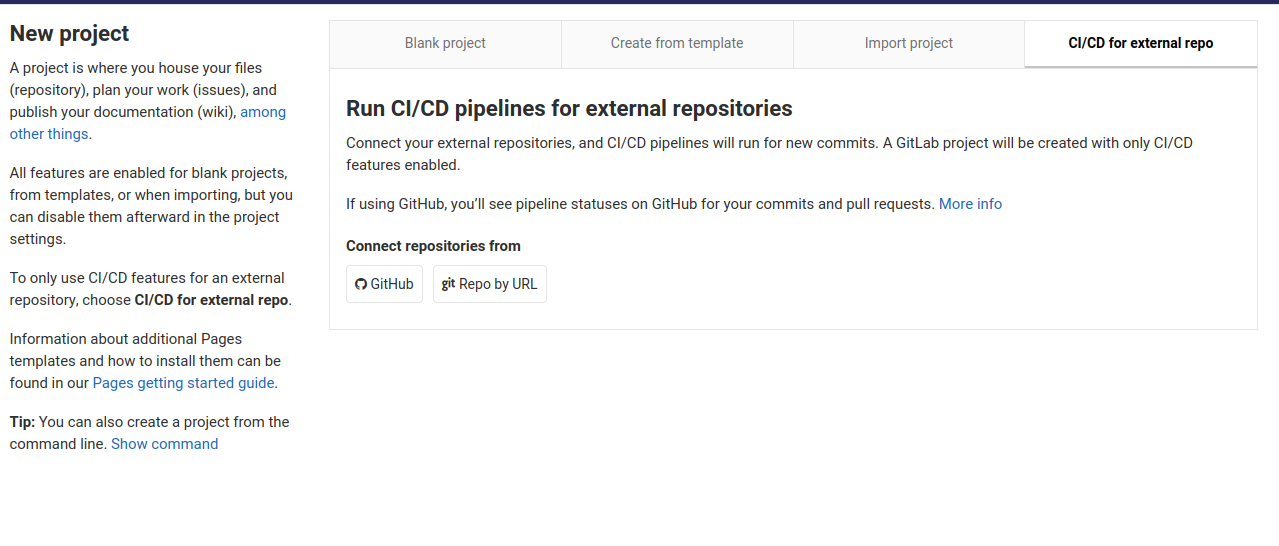 New project
A project is where you house your files
(repository), plan your work (issues), and
publish your documentation (wiki), among
other things.
All features are enabled for blank projects,
from templates, or when importing, but you
can disable them afterward in the project
settings.
To only use CI/CD features for an external
repository, choose CI/CD for external repo.
Information about additional Pages
templates and how to install them can be
found in our Pages getting started guide.
Tip: You can also create a project from the
command line. Show command
Blank project
Create from template
Import project
CI/CD for external repo
Run CI/CD pipelines for external repositories
Connect your external repositories, and CI/CD pipelines will run for new commits. A GitLab project will be created with only CI/CD
features enabled.
If using GitHub, you’ll see pipeline statuses on GitHub for your commits and pull requests. More info
Connect repositories from
GitHub
git Repo by URL